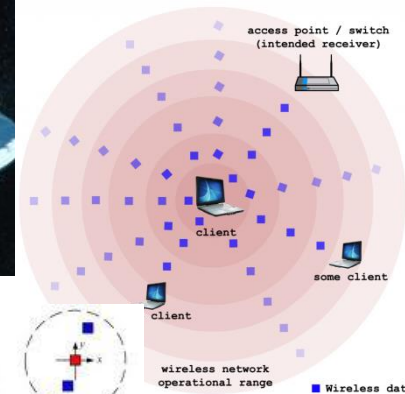 access point / switch
(intended receiver)
client
some client
client
y
x
wireless network
operational range
Wireless dat